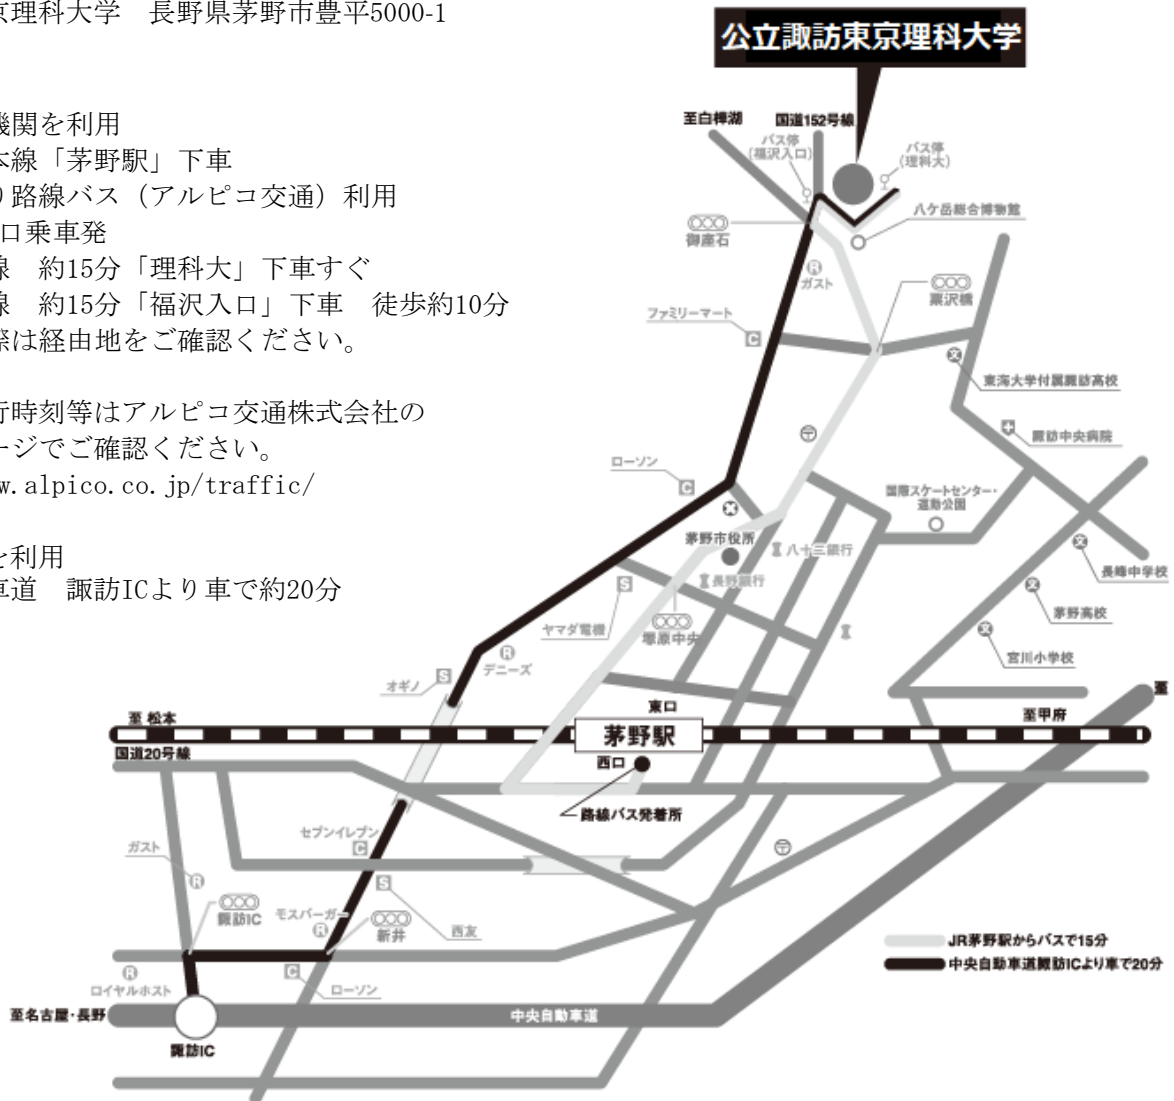 京理科大学　長野県茅野市豊平5000-1
機関を利用
本線「茅野駅」下車
り路線バス（アルピコ交通）利用
口乗車発
線　約15分「理科大」下車すぐ
線　約15分「福沢入口」下車　徒歩約10分
際は経由地をご確認ください。
行時刻等はアルピコ交通株式会社の
ージでご確認ください。
w.alpico.co.jp/traffic/
を利用
車道　諏訪ICより車で約20分
公立諏訪東京理科大学
至白樺湖
国道152号線
バス停
(福沢入口)
バス停
(理科大)
八ケ岳総合博物館
御座石
ガスト
粟沢橋
ファミリーマート
東海大学付属諏訪高校
諏訪中央病院
ローソン
国際スケートセンター・
運動公園
茅野市役所
八十三銀行
長野銀行
長峰中学校
ヤマダ電機
塚原中央
茅野高校
宮川小学校
デニーズ
オギノ
至
東口
至 松本
至甲府
茅野駅
国道20号線
西口
路線バス発着所
セブンイレブン
ガスト
諏訪IC
モスバーガー
新井
西友
JR茅野駅からバスで15分
中央自動車道諏訪ICより車で20分
ロイヤルホスト
ローソン
至名古屋・長野
中央自動車道
諏訪IC